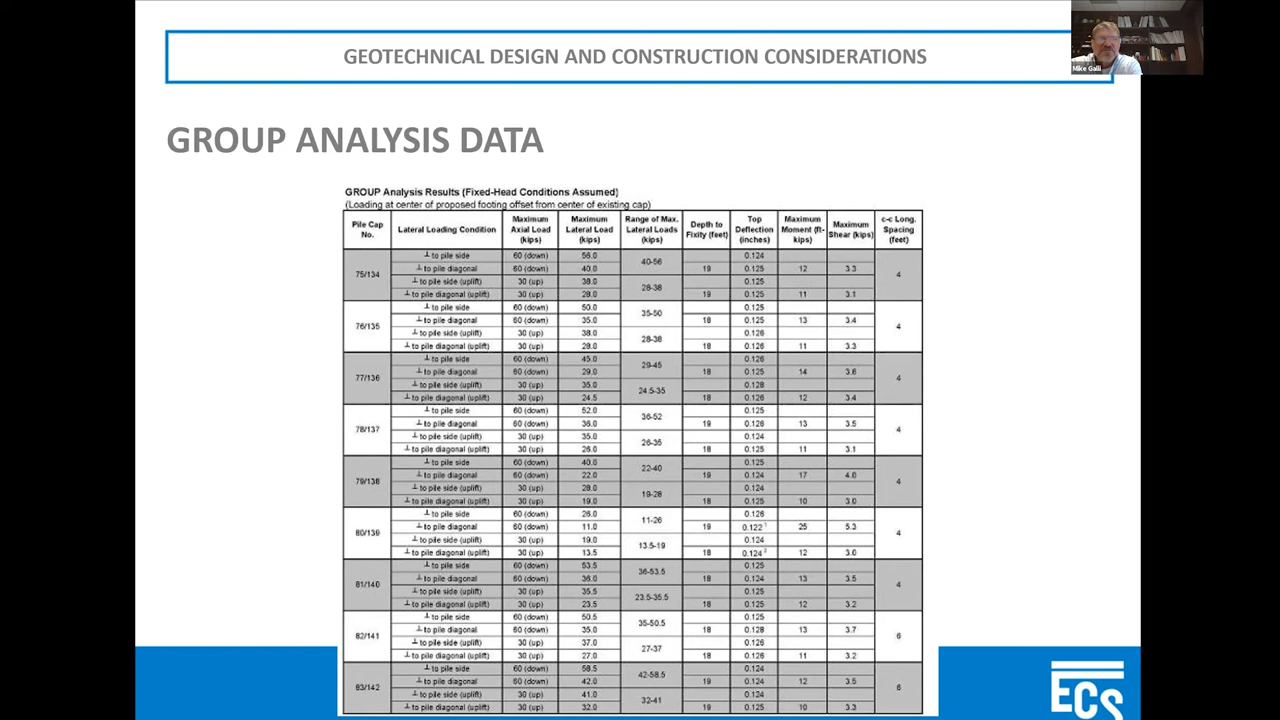 GEOTECHNICAL DESIGN AND CONSTRUCTION CONSIDERATIONS
Mike Galli
GROUP ANALYSIS DATA
GROUP Analysis Results (Fixed-Head Conditions Assumed)
(Loading at center of proposed footing offset from center of existing cap)
Pile Cap No. Lateral Loading Condition Maximum Axial Load (kips) Maximum Lateral Load (kips) Range of Max. Lateral Loads (kips) Depth to Fixity (feet) Top Deflection (inches) Maximum Moment (ft-kips) Maximum Shear (kips) c-c Long. Spacing (feet)
75/134 4
⊥ to pile side 60 (down) 56.0 40-56 0.124
⊥ to pile diagonal 60 (down) 40.0 19 0.125 12 3.3
⊥ to pile side (uplift) 30 (up) 38.0 28-38 0.125
⊥ to pile diagonal (uplift) 30 (up) 28.0 19 0.125 11 3.1
76/135 4
⊥ to pile side 60 (down) 50.0 35-50 0.125
⊥ to pile diagonal 60 (down) 35.0 18 0.125 13 3.4
⊥ to pile side (uplift) 30 (up) 38.0 28-38 0.126
⊥ to pile diagonal (uplift) 30 (up) 28.0 18 0.126 11 3.3
77/136 4
⊥ to pile side 60 (down) 45.0 29-45 0.126
⊥ to pile diagonal 60 (down) 29.0 18 0.125 14 3.6
⊥ to pile side (uplift) 30 (up) 35.0 24.5-35 0.128
⊥ to pile diagonal (uplift) 30 (up) 24.5 18 0.126 12 3.4
78/137 4
⊥ to pile side 60 (down) 52.0 36-52 0.125
⊥ to pile diagonal 60 (down) 36.0 19 0.126 13 3.5
⊥ to pile side (uplift) 30 (up) 35.0 26-35 0.124
⊥ to pile diagonal (uplift) 30 (up) 26.0 18 0.125 11 3.1
79/138 4
⊥ to pile side 60 (down) 40.0 22-40 0.125
⊥ to pile diagonal 60 (down) 22.0 19 0.124 17 4.0
⊥ to pile side (uplift) 30 (up) 28.0 19-28 0.124
⊥ to pile diagonal (uplift) 30 (up) 19.0 18 0.125 10 3.0
80/139 4
⊥ to pile side 60 (down) 26.0 11-26 0.126
⊥ to pile diagonal 60 (down) 11.0 19 0.122 ¹ 25 5.3
⊥ to pile side (uplift) 30 (up) 19.0 13.5-19 0.124
⊥ to pile diagonal (uplift) 30 (up) 13.5 18 0.124 ² 12 3.0
81/140 4
⊥ to pile side 60 (down) 53.5 36-53.5 0.125
⊥ to pile diagonal 60 (down) 36.0 18 0.124 13 3.5
⊥ to pile side (uplift) 30 (up) 35.5 23.5-35.5 0.125
⊥ to pile diagonal (uplift) 30 (up) 23.5 18 0.125 12 3.2
82/141 6
⊥ to pile side 60 (down) 50.5 35-50.5 0.125
⊥ to pile diagonal 60 (down) 35.0 18 0.128 13 3.7
⊥ to pile side (uplift) 30 (up) 37.0 27-37 0.126
⊥ to pile diagonal (uplift) 30 (up) 27.0 18 0.126 11 3.2
83/142 6
⊥ to pile side 60 (down) 58.5 42-58.5 0.124
⊥ to pile diagonal 60 (down) 42.0 19 0.124 12 3.5
⊥ to pile side (uplift) 30 (up) 41.0 32-41 0.124
⊥ to pile diagonal (uplift) 30 (up) 32.0 19 0.125 10 3.3
ECS